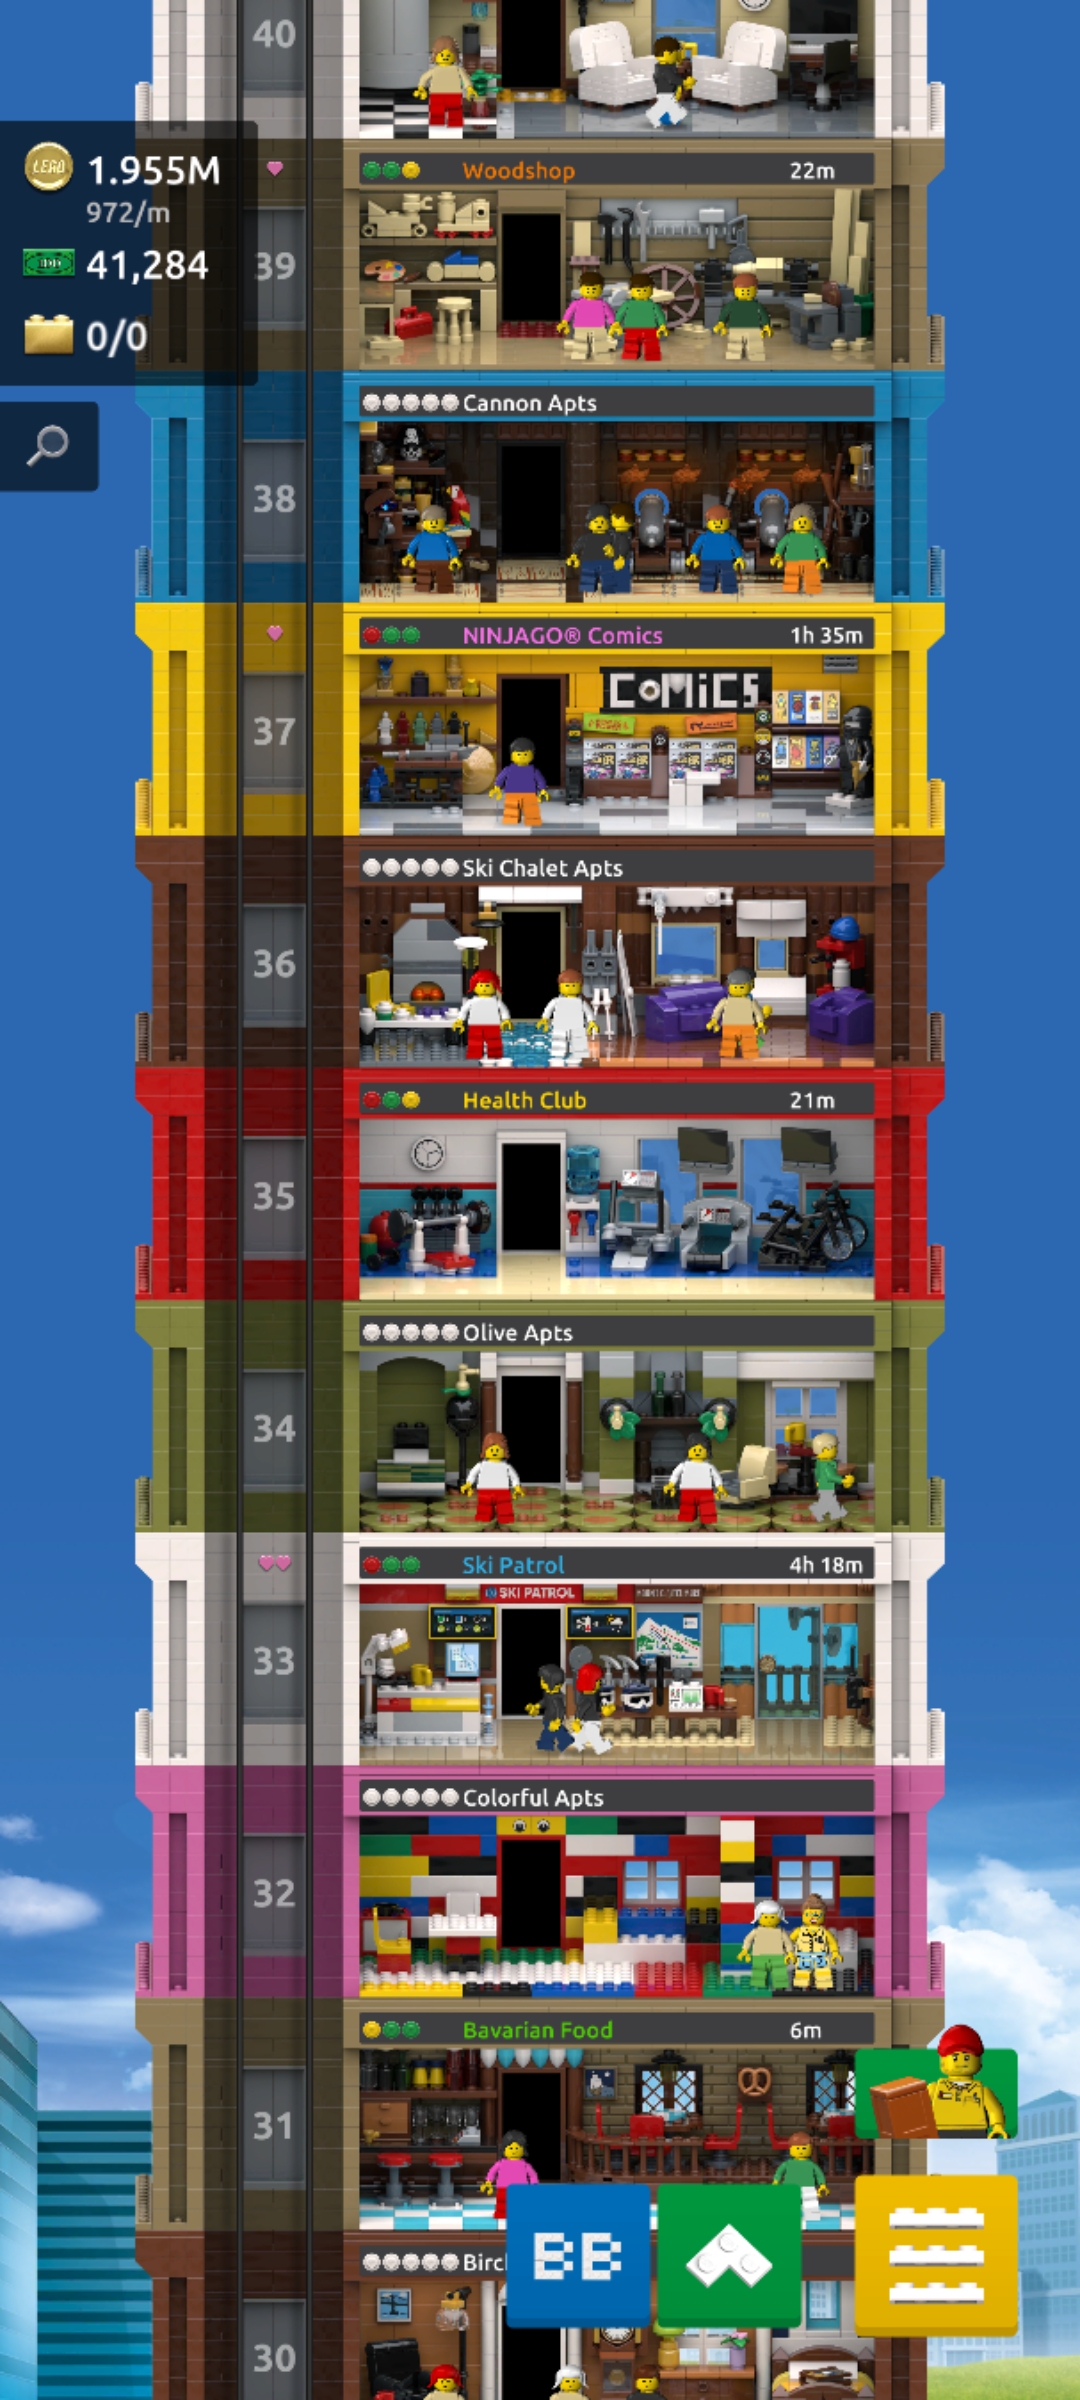 40
LEGO 1.955M
972/m
41,284
0/0
Woodshop 22m
39
Cannon Apts
38
NINJAGO® Comics 1h 35m
COMiCS
37
Ski Chalet Apts
36
Health Club 21m
35
Olive Apts
34
Ski Patrol 4h 18m
SKI PATROL
33
Colorful Apts
32
Bavarian Food 6m
31
Birc
BB
30